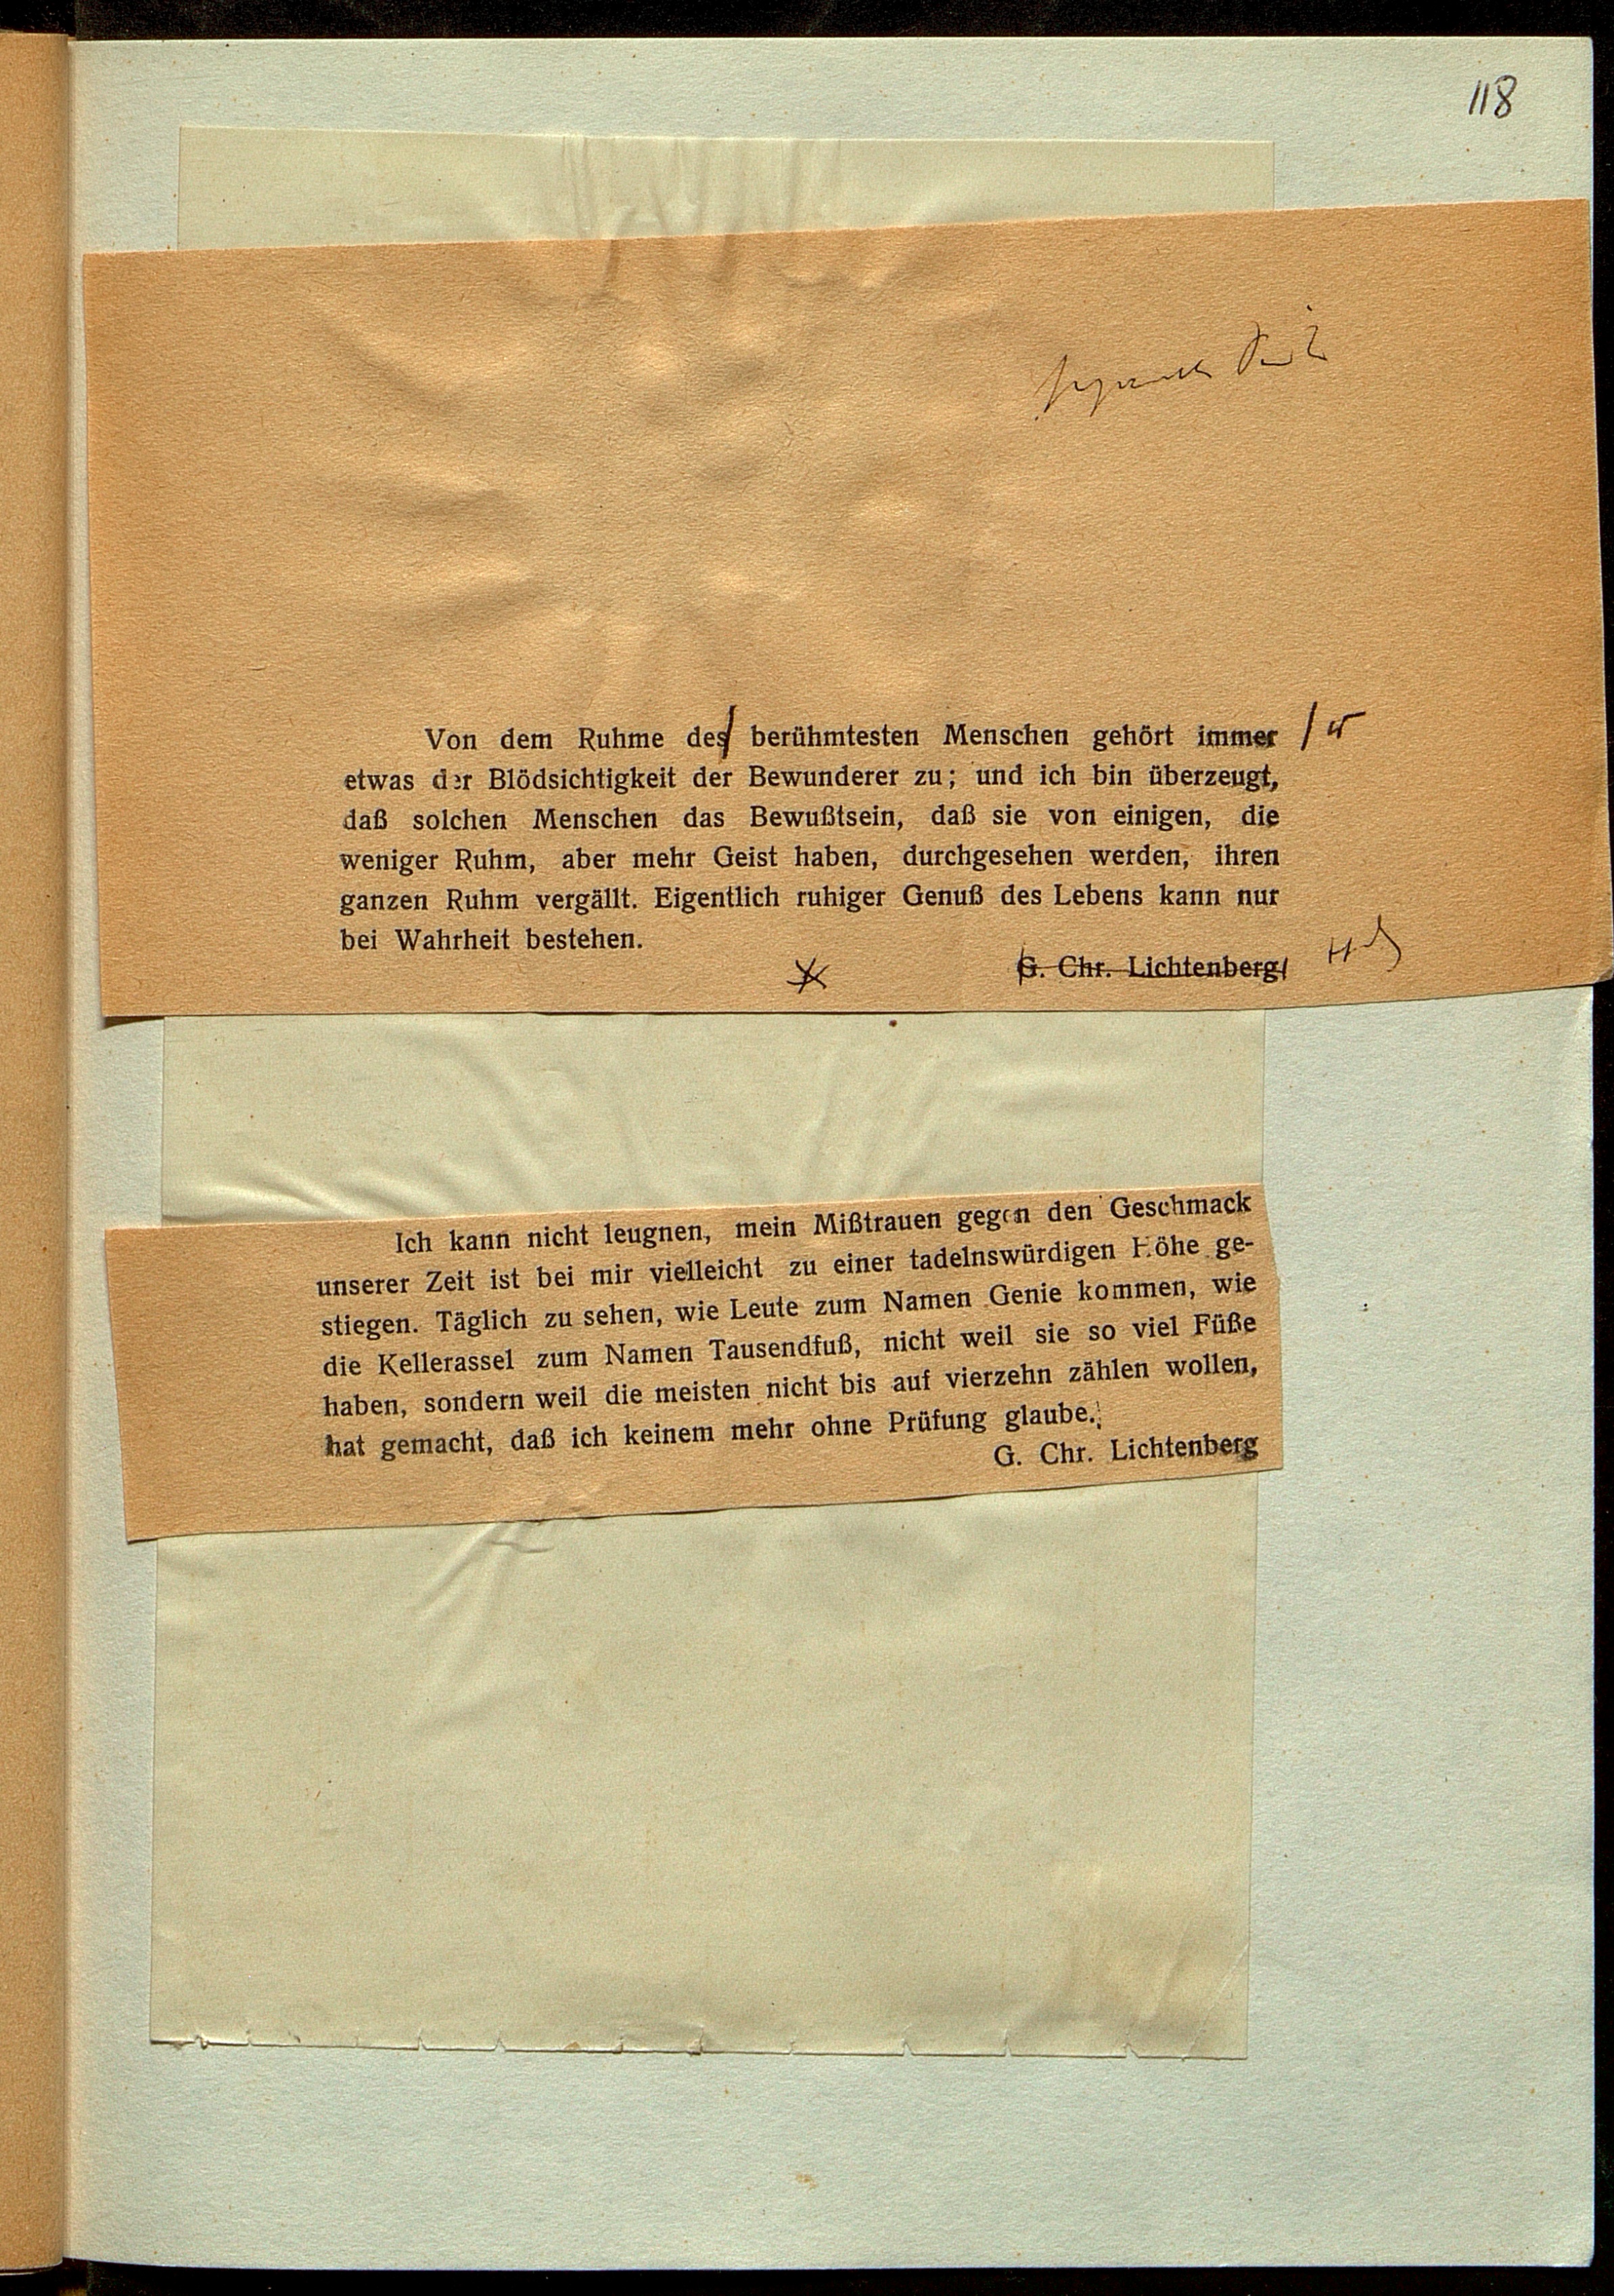 118
Von dem Ruhme des berühmtesten Menschen gehört immer
etwas der Blödsichtigkeit der Bewunderer zu; und ich bin überzeugt,
daß solchen Menschen das Bewußtsein, daß sie von einigen, die
weniger Ruhm, aber mehr Geist haben, durchgesehen werden, ihren
ganzen Ruhm vergällt. Eigentlich ruhiger Genuß des Lebens kann nur
bei Wahrheit bestehen.
G. Chr. Lichtenberg
Ich kann nicht leugnen, mein Mißtrauen gegen den Geschmack
unserer Zeit ist bei mir vielleicht zu einer tadelnswürdigen Höhe ge-
stiegen. Täglich zu sehen, wie Leute zum Namen Genie kommen, wie
die Kellerassel zum Namen Tausendfuß, nicht weil sie so viel Füße
haben, sondern weil die meisten nicht bis auf vierzehn zählen wollen,
hat gemacht, daß ich keinem mehr ohne Prüfung glaube.
G. Chr. Lichtenberg